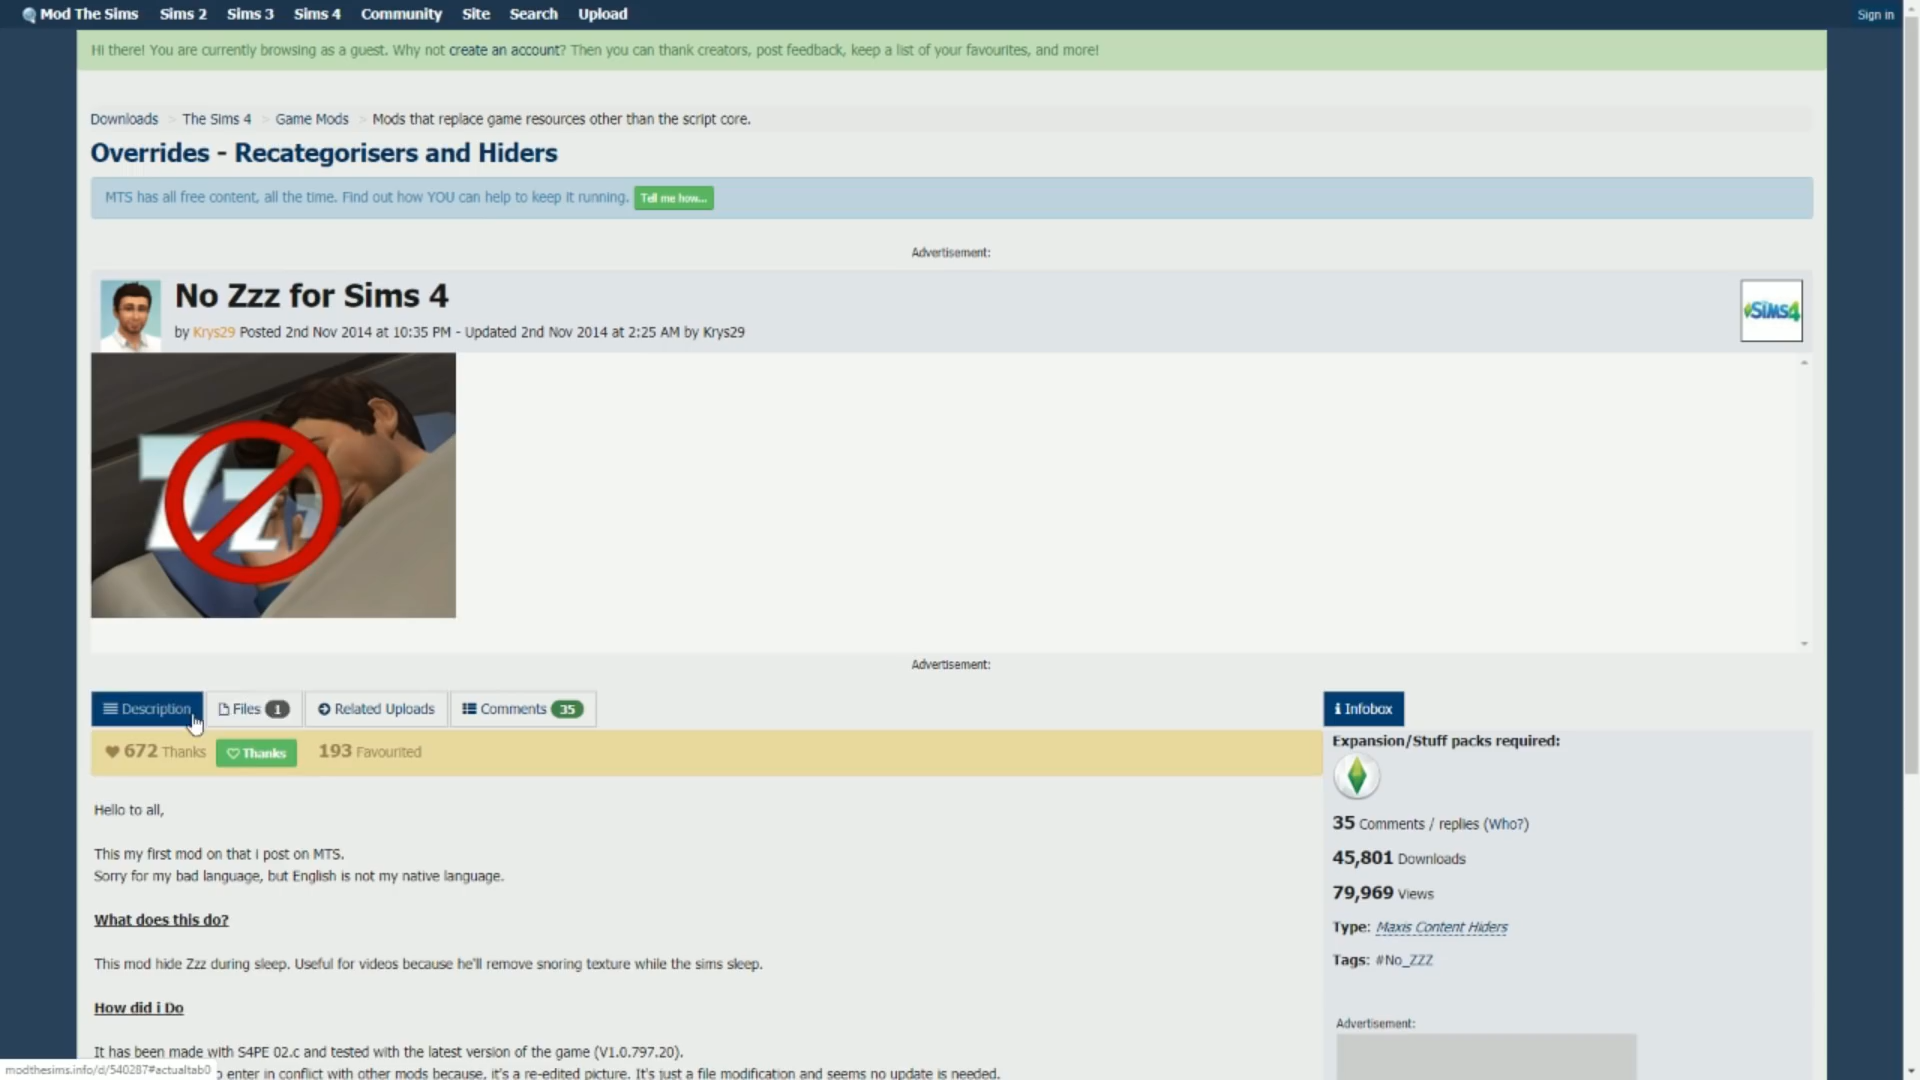 Mod The Sims Sims 2 Sims 3 Sims 4 Community Site Search Upload Sign in
Hi there! You are currently browsing as a guest. Why not create an account? Then you can thank creators, post feedback, keep a list of your favourites, and more!
Downloads > The Sims 4 > Game Mods > Mods that replace game resources other than the script core.
Overrides - Recategorisers and Hiders
MTS has all free content, all the time. Find out how YOU can help to keep it running. Tell me how...
Advertisement:
No Zzz for Sims 4
by Krys29 Posted 2nd Nov 2014 at 10:35 PM - Updated 2nd Nov 2014 at 2:25 AM by Krys29
SIMS4
Zzz
Advertisement:
Description Files 1 Related Uploads Comments 35
672 Thanks Thanks 193 Favourited
Hello to all,
This my first mod on that i post on MTS.
Sorry for my bad language, but English is not my native language.
What does this do?
This mod hide Zzz during sleep. Useful for videos because he'll remove snoring texture while the sims sleep.
How did i Do
It has been made with S4PE 02.c and tested with the latest version of the game (V1.0.797.20).
enter in conflict with other mods because, it's a re-edited picture. It's just a file modification and seems no update is needed.
modthesims.info/d/540287#actualtab0
Infobox
Expansion/Stuff packs required:
35 Comments / replies (Who?)
45,801 Downloads
79,969 Views
Type: Maxis Content Hiders
Tags: #No_ZZZ
Advertisement: